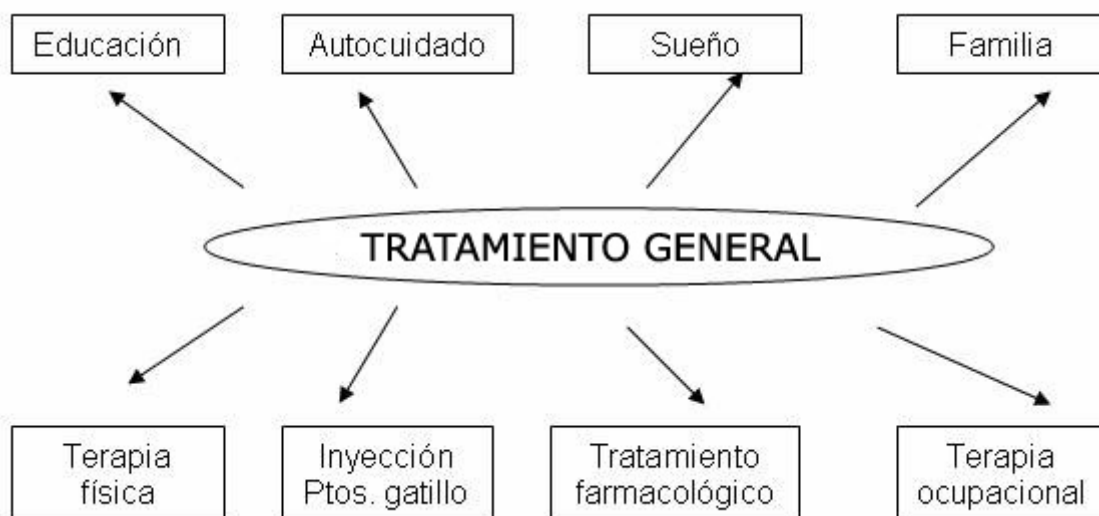 Educación
Autocuidado
Sueño
Familia
TRATAMIENTO GENERAL
Terapia
física
Inyección
Ptos. gatillo
Tratamiento
farmacológico
Terapia
ocupacional